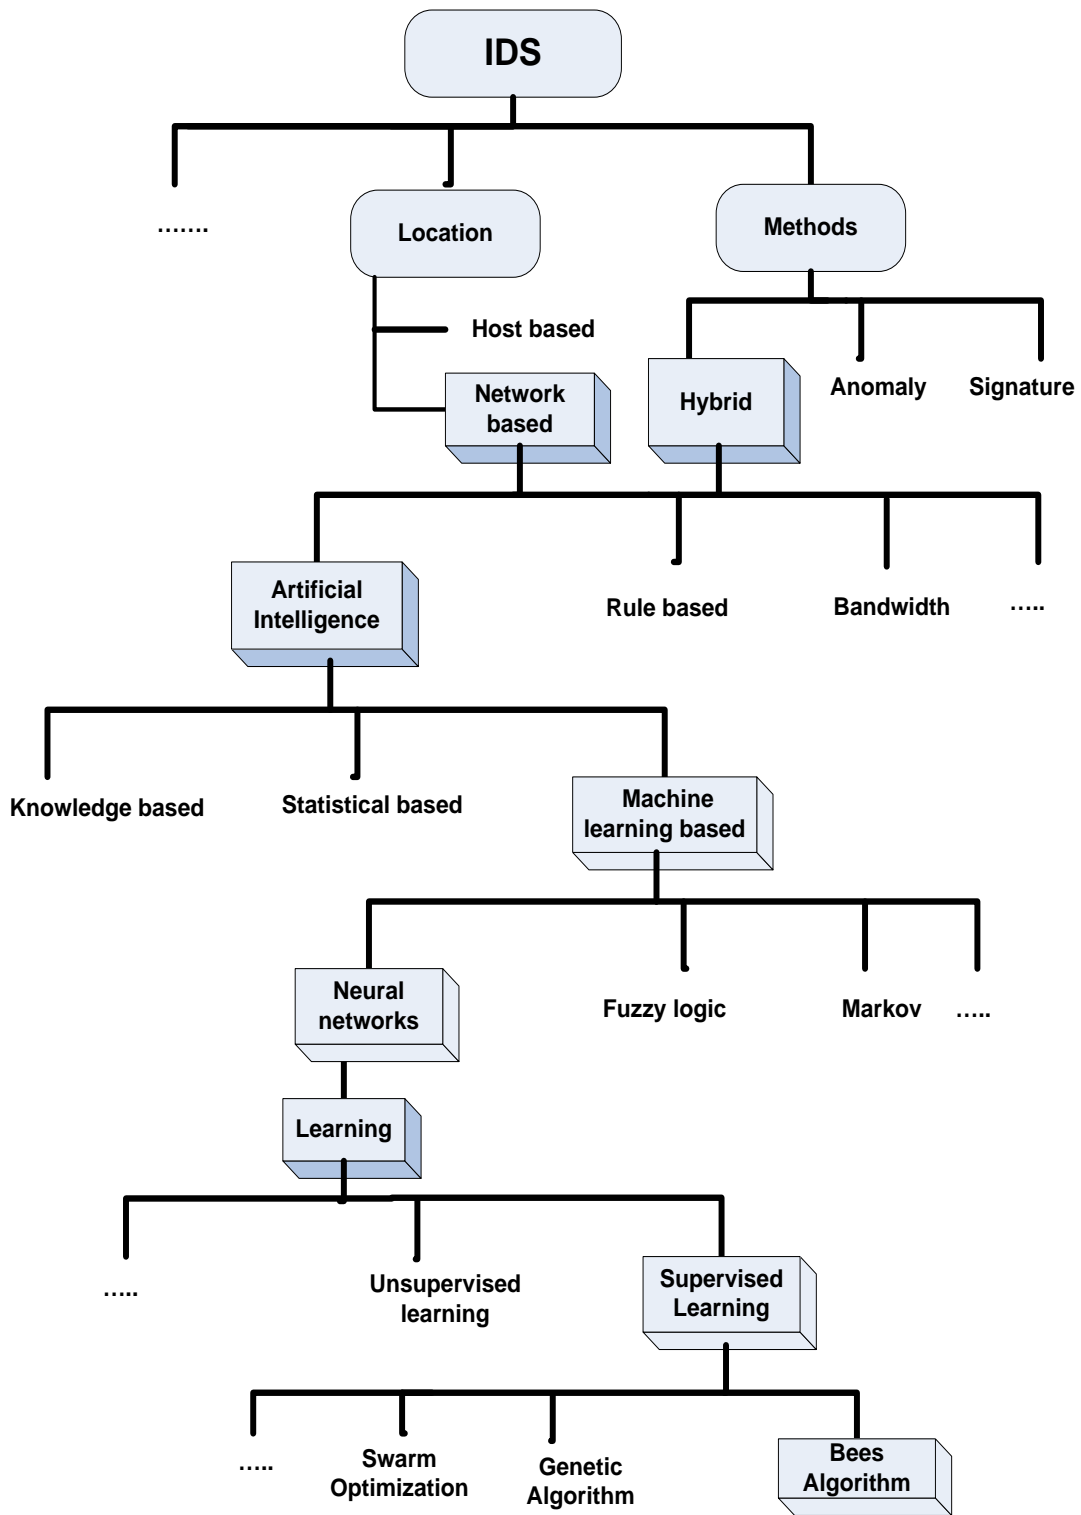 IDS
…….
Location
Methods
Host based
Network
based
Hybrid
Anomaly
Signature
Artificial
Intelligence
Rule based
Bandwidth
…..
Knowledge based
Statistical based
Machine
learning based
Neural
networks
Fuzzy logic
Markov
…..
Learning
…..
Unsupervised
learning
Supervised
Learning
…..
Swarm
Optimization
Genetic
Algorithm
Bees
Algorithm